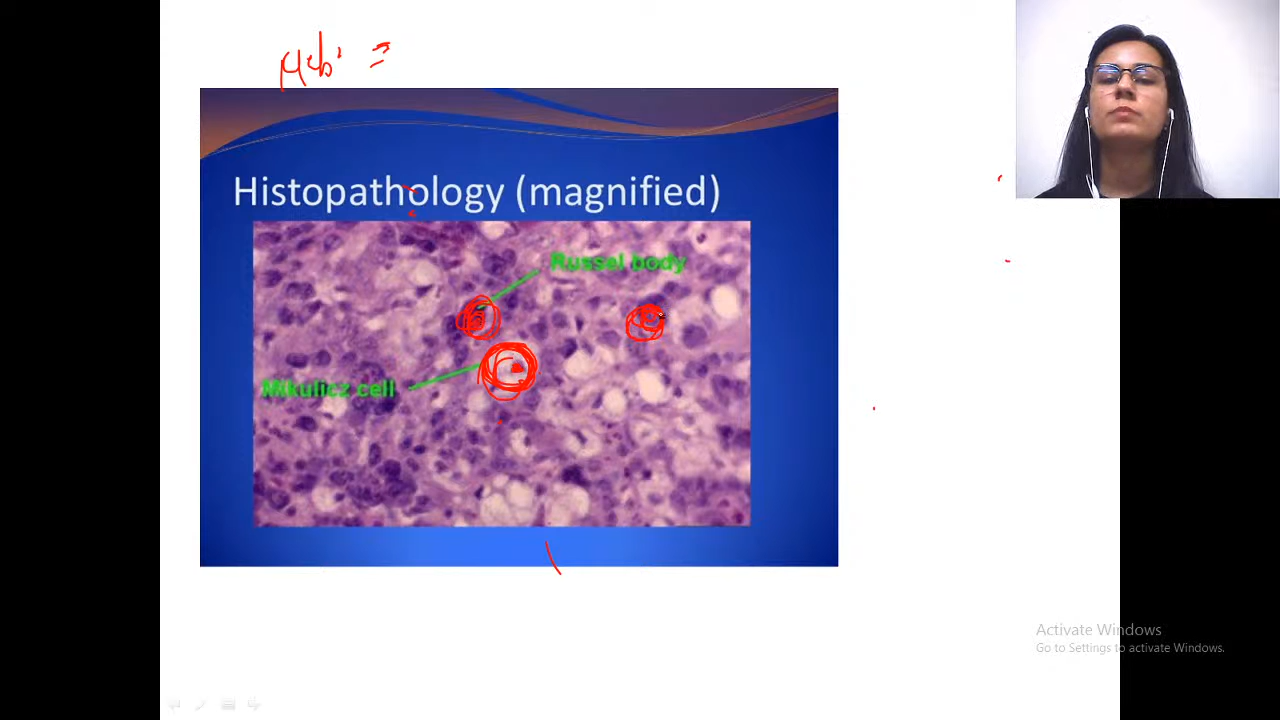 Histopathology (magnified)
Russel body
Mikulicz cell
Activate Windows
Go to Settings to activate Windows.